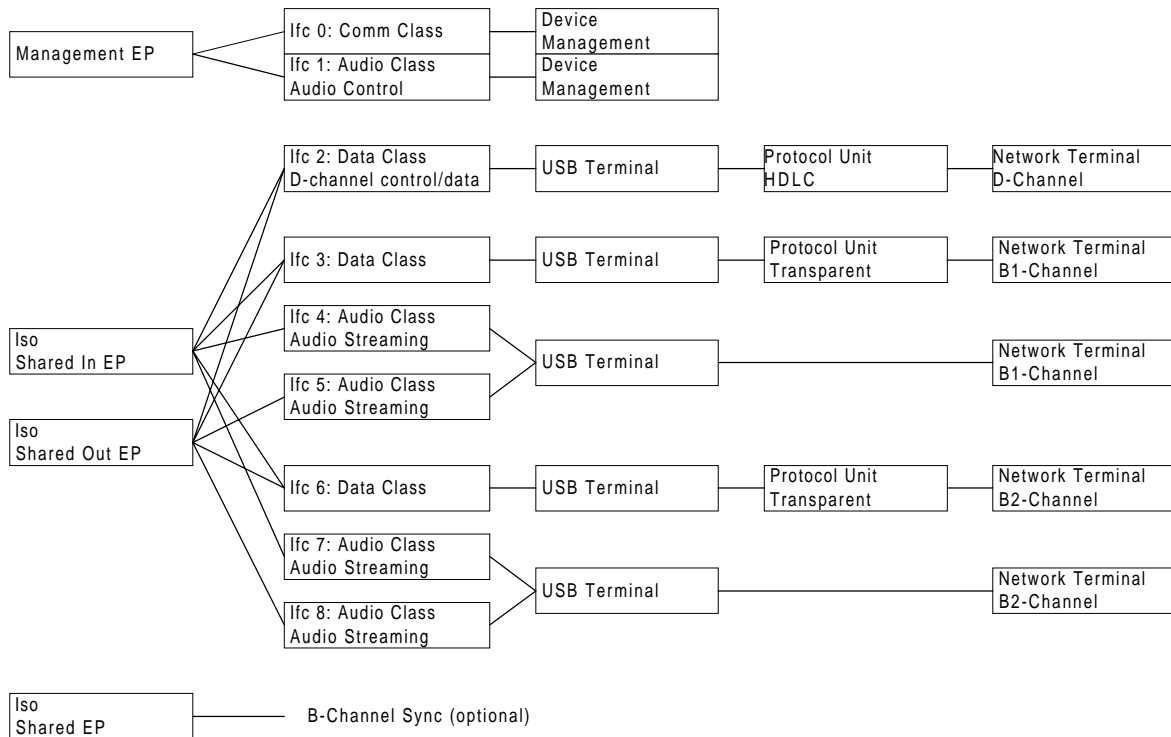 Management EP
Ifc 0: Comm Class
Device
Management
Ifc 1: Audio Class
Audio Control
Device
Management
Ifc 2: Data Class
D-channel control/data
USB Terminal
Protocol Unit
HDLC
Network Terminal
D-Channel
Ifc 3: Data Class
USB Terminal
Protocol Unit
Transparent
Network Terminal
B1-Channel
Iso
Shared In EP
Ifc 4: Audio Class
Audio Streaming
USB Terminal
Network Terminal
B1-Channel
Ifc 5: Audio Class
Audio Streaming
Iso
Shared Out EP
Ifc 6: Data Class
USB Terminal
Protocol Unit
Transparent
Network Terminal
B2-Channel
Ifc 7: Audio Class
Audio Streaming
USB Terminal
Network Terminal
B2-Channel
Ifc 8: Audio Class
Audio Streaming
Iso
Shared EP
B-Channel Sync (optional)